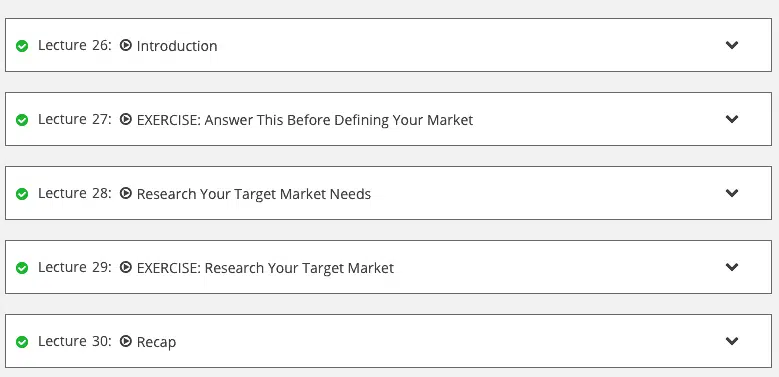 Lecture 26: Introduction
Lecture 27: EXERCISE: Answer This Before Defining Your Market
Lecture 28: Research Your Target Market Needs
Lecture 29: EXERCISE: Research Your Target Market
Lecture 30: Recap